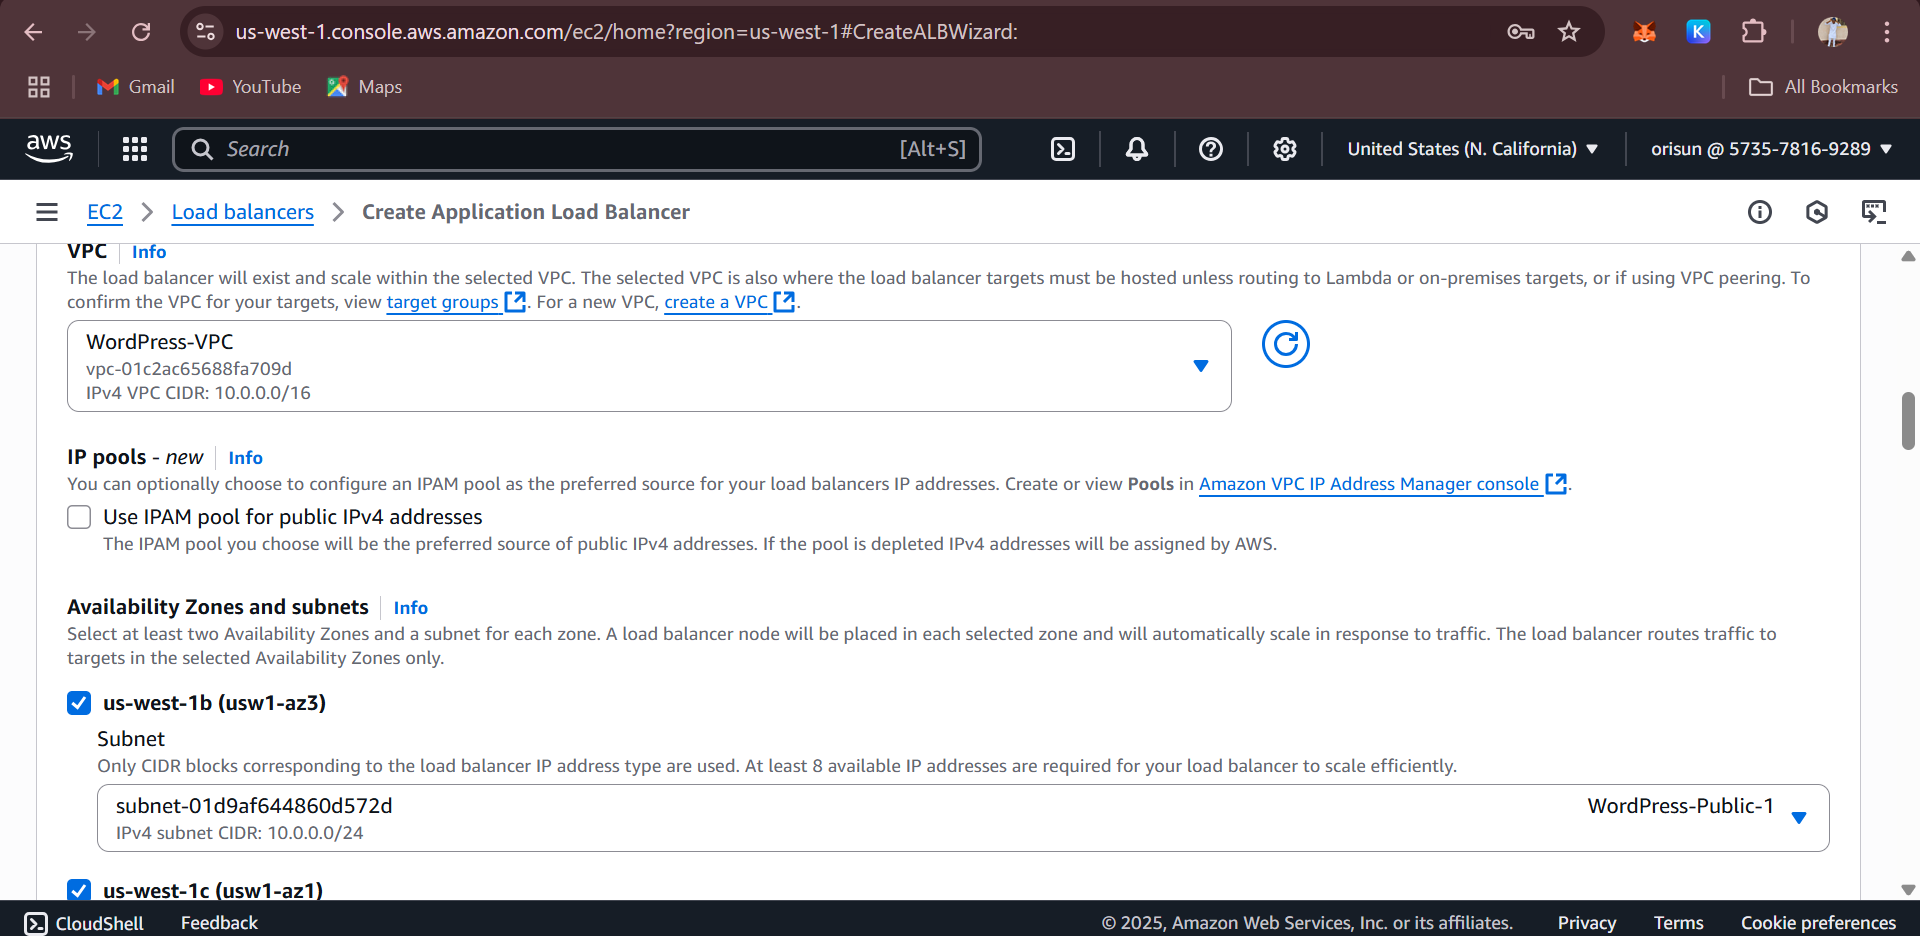 us-west-1.console.aws.amazon.com/ec2/home?region=us-west-1#CreateALBWizard:
K
Gmail
YouTube
Maps
All Bookmarks
aws
Search
[Alt+S]
United States (N. California)
orisun @ 5735-7816-9289
EC2
Load balancers
Create Application Load Balancer
VPC
Info
The load balancer will exist and scale within the selected VPC. The selected VPC is also where the load balancer targets must be hosted unless routing to Lambda or on-premises targets, or if using VPC peering. To
confirm the VPC for your targets, view target groups. For a new VPC, create a VPC.
WordPress-VPC
vpc-01c2ac65688fa709d
IPv4 VPC CIDR: 10.0.0.0/16
IP pools - new
Info
You can optionally choose to configure an IPAM pool as the preferred source for your load balancers IP addresses. Create or view Pools in Amazon VPC IP Address Manager console.
Use IPAM pool for public IPv4 addresses
The IPAM pool you choose will be the preferred source of public IPv4 addresses. If the pool is depleted IPv4 addresses will be assigned by AWS.
Availability Zones and subnets
Info
Select at least two Availability Zones and a subnet for each zone. A load balancer node will be placed in each selected zone and will automatically scale in response to traffic. The load balancer routes traffic to
targets in the selected Availability Zones only.
us-west-1b (usw1-az3)
Subnet
Only CIDR blocks corresponding to the load balancer IP address type are used. At least 8 available IP addresses are required for your load balancer to scale efficiently.
subnet-01d9af644860d572d
WordPress-Public-1
IPv4 subnet CIDR: 10.0.0.0/24
us-west-1c (usw1-az1)
CloudShell
Feedback
© 2025, Amazon Web Services, Inc. or its affiliates.
Privacy
Terms
Cookie preferences